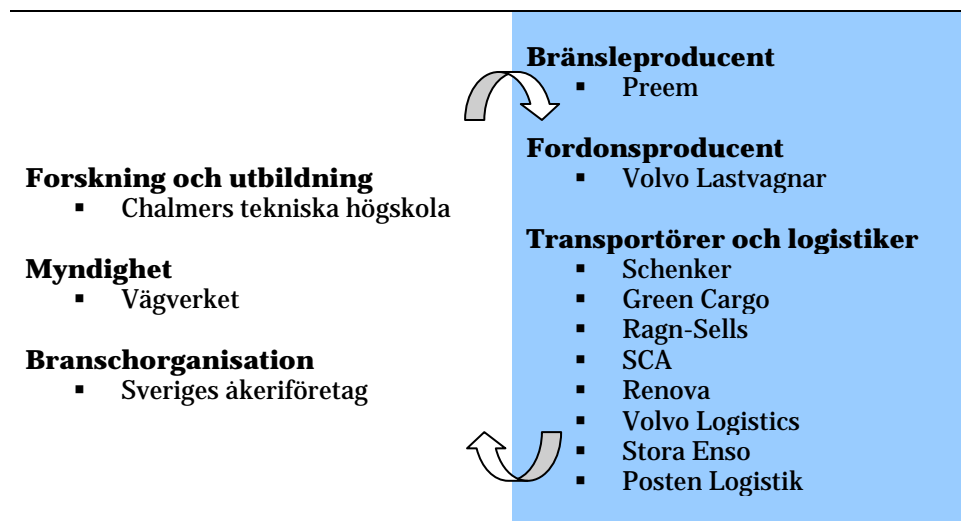 Forskning och utbildning
▪ Chalmers tekniska högskola
Myndighet
▪ Vägverket
Branschorganisation
▪ Sveriges åkeriföretag
Bränsleproducent
▪ Preem
Fordonsproducent
▪ Volvo Lastvagnar
Transportörer och logistiker
▪ Schenker
▪ Green Cargo
▪ Ragn-Sells
▪ SCA
▪ Renova
▪ Volvo Logistics
▪ Stora Enso
▪ Posten Logistik